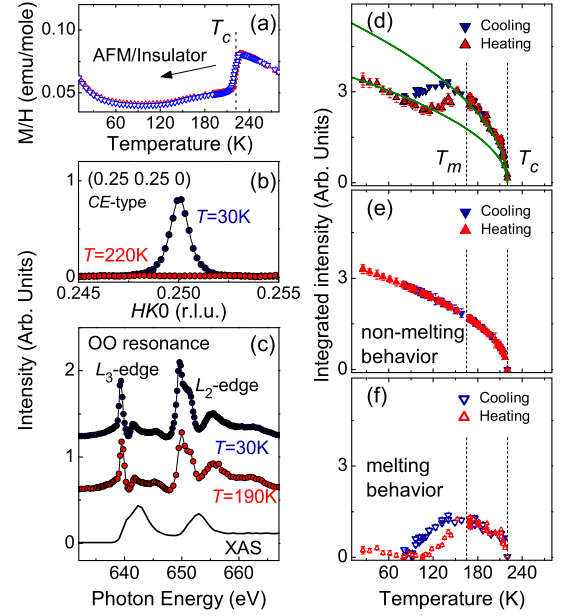 (a)
T_c
AFM/Insulator
M/H (emu/mole)
0.10
0.05
0 60 120 180 240
Temperature (K)
(b)
(0.25 0.25 0)
CE-type
T=30K
T=220K
1
0
0.245 0.250 0.255
HK0 (r.l.u.)
Intensity (Arb. Units)
(c)
OO resonance
L3-edge
L2-edge
T=30K
T=190K
XAS
2
1
0
640 650 660
Photon Energy (eV)
(d)
Cooling
Heating
T_m
T_c
3
0
Integrated intensity (Arb. Units)
(e)
Cooling
Heating
non-melting
behavior
3
0
(f)
Cooling
Heating
melting
behavior
3
0
0 60 120 180 240
Temperature (K)